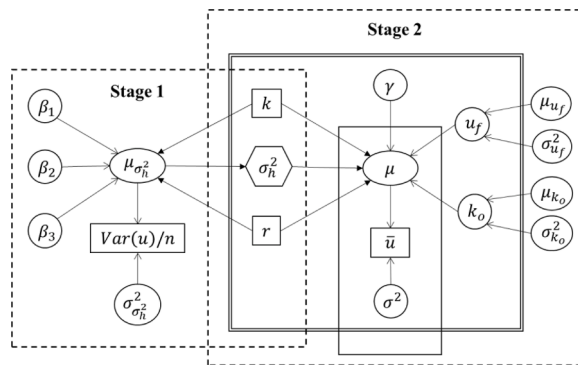 Stage 2
Stage 1
β₁
k
γ
μ_{u_f}
u_f
β₂
μ_{σ_h^2}
σ_h^2
μ
σ_{u_f}^2
μ_{k_o}
β₃
r
k_o
Var(u)/n
ū
σ_{k_o}^2
σ_{σ_h^2}^2
σ²